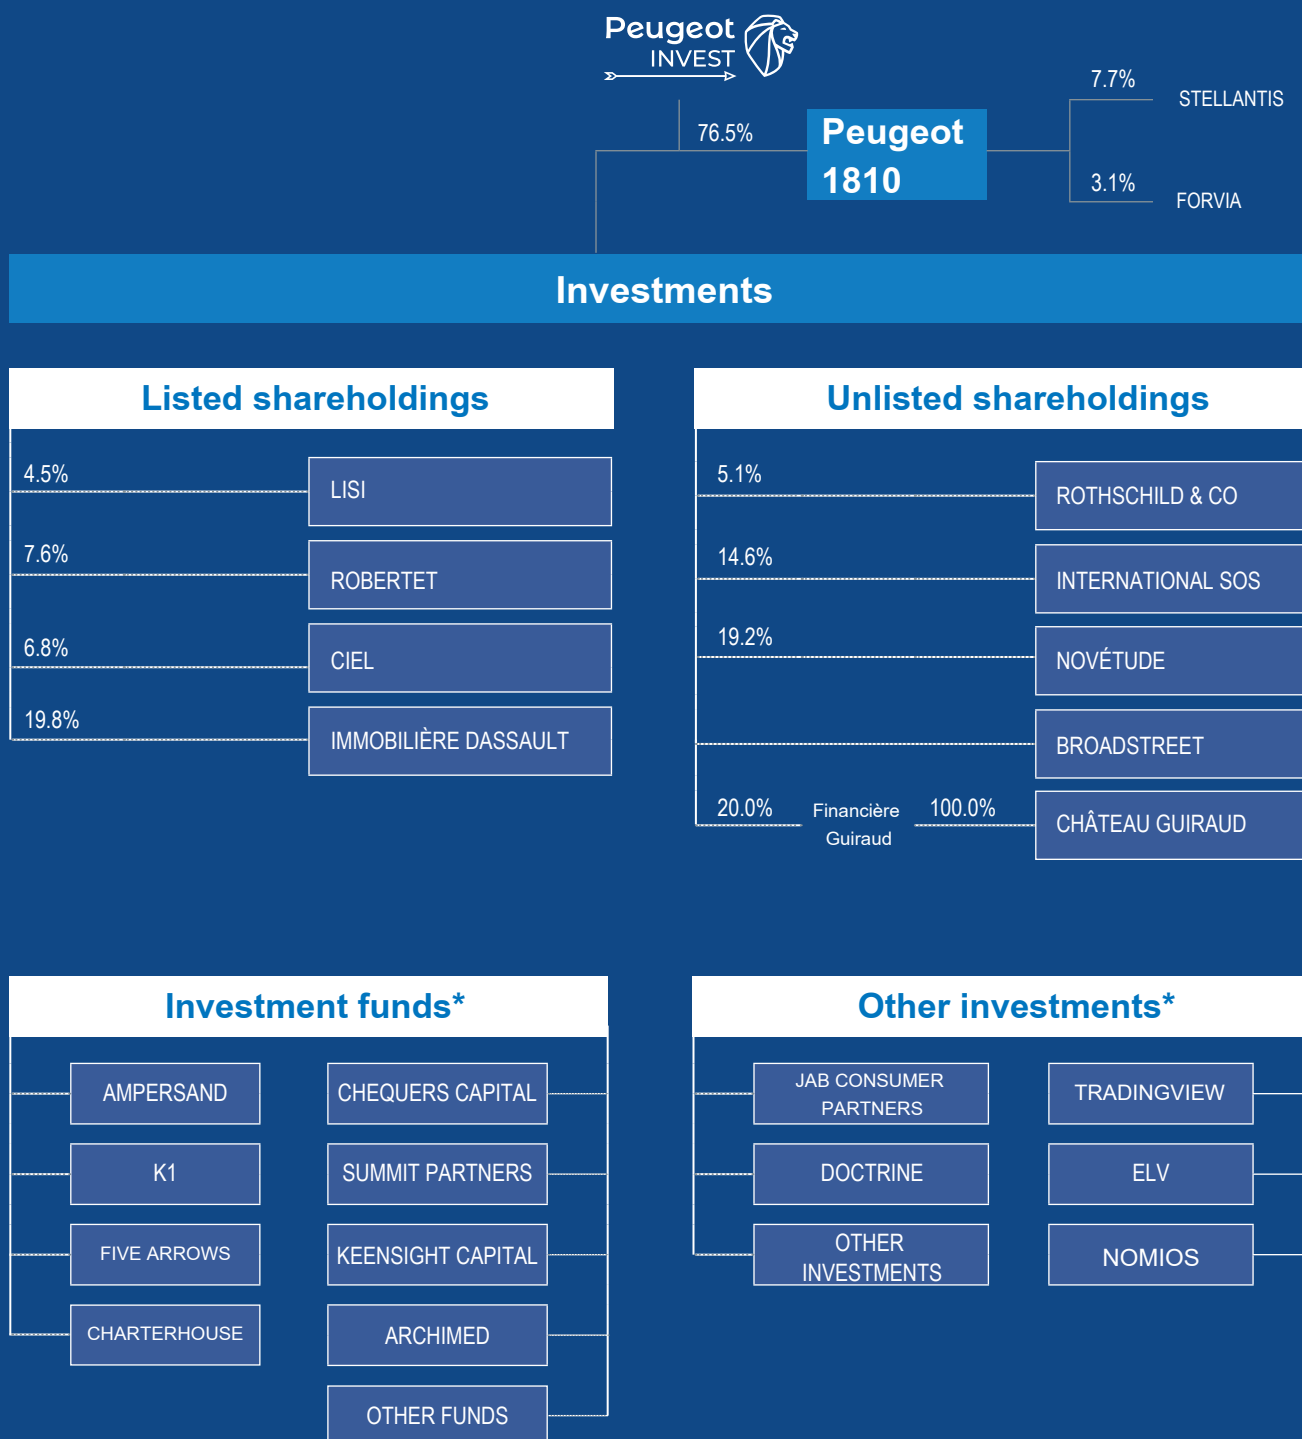 Peugeot
INVEST
7.7%
STELLANTIS
76.5%
Peugeot
1810
3.1%
FORVIA
Investments
Listed shareholdings
4.5%
LISI
7.6%
ROBERTET
6.8%
CIEL
19.8%
IMMOBILIÈRE DASSAULT
Unlisted shareholdings
5.1%
ROTHSCHILD & CO
14.6%
INTERNATIONAL SOS
19.2%
NOVÉTUDE
BROADSTREET
20.0%
Financière
Guiraud
100.0%
CHÂTEAU GUIRAUD
Investment funds*
AMPERSAND
CHEQUERS CAPITAL
K1
SUMMIT PARTNERS
FIVE ARROWS
KEENSIGHT CAPITAL
CHARTERHOUSE
ARCHIMED
OTHER FUNDS
Other investments*
JAB CONSUMER
PARTNERS
TRADINGVIEW
DOCTRINE
ELV
OTHER
INVESTMENTS
NOMIOS